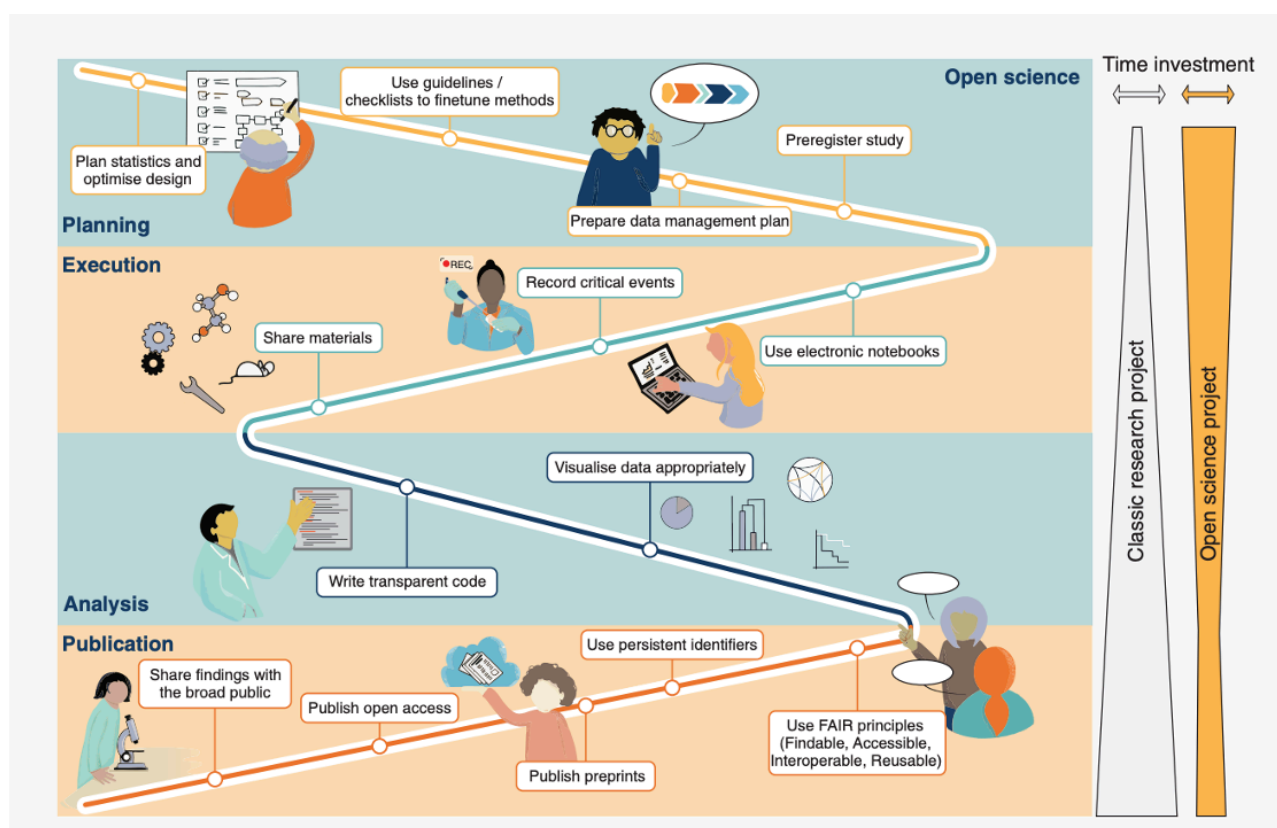 Open science
Time investment
Plan statistics and
optimise design
Use guidelines /
checklists to finetune methods
Prepare data management plan
Preregister study
Planning
Execution
REC
Record critical events
Use electronic notebooks
Share materials
Visualise data appropriately
Write transparent code
Analysis
Publication
Share findings with
the broad public
Publish open access
Publish preprints
Use persistent identifiers
Use FAIR principles
(Findable, Accessible,
Interoperable, Reusable)
Classic research project
Open science project